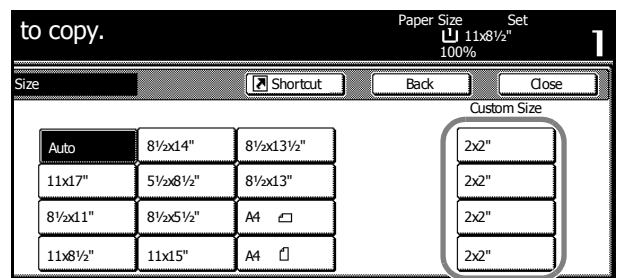 to copy.
Paper Size Set
11x8½"
100%
1
Size Shortcut Back Close
Custom Size
Auto 8½x14" 8½x13½" 2x2"
11x17" 5½x8½" 8½x13" 2x2"
8½x11" 8½x5½" A4 2x2"
11x8½" 11x15" A4 2x2"